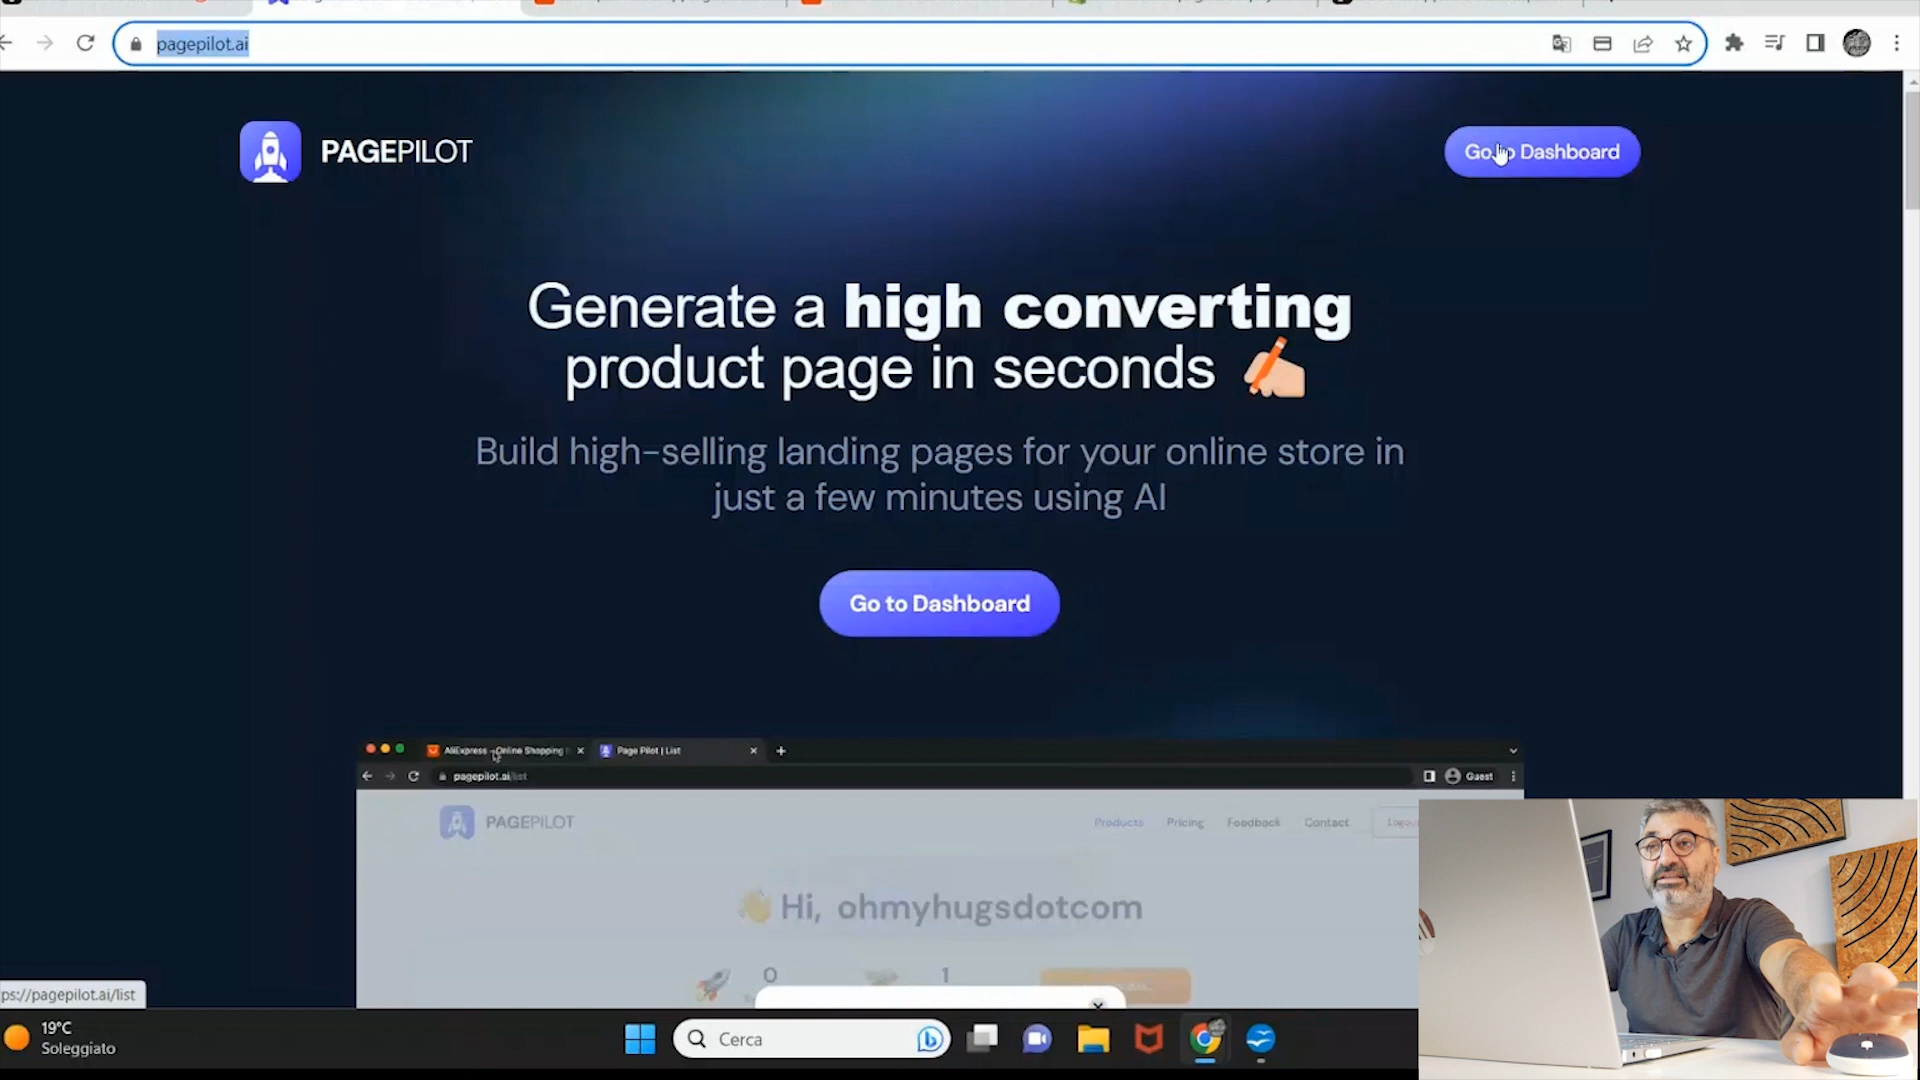 pagepilot.ai
PAGEPILOT
Go to Dashboard
Generate a high converting
product page in seconds
Build high-selling landing pages for your online store in
just a few minutes using AI
Go to Dashboard
AliExpress - Online Shopping
Page Pilot | List
pagepilot.ai/list
Guest
PAGEPILOT
Products
Pricing
Feedback
Contact
Logout
Hi, ohmyhugsdotcom
0
1
ps://pagepilot.ai/list
19°C
Soleggiato
Cerca